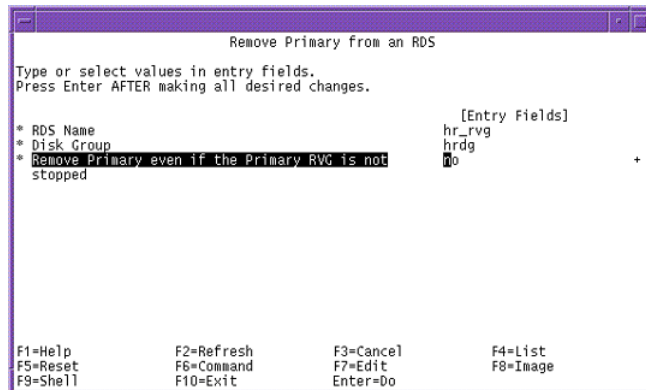 Remove Primary from an RDS
Type or select values in entry fields.
Press Enter AFTER making all desired changes.
[Entry Fields]
* RDS Name hr_rvg
* Disk Group hrdg
* Remove Primary even if the Primary RVG is not no +
stopped
F1=Help F2=Refresh F3=Cancel F4=List
F5=Reset F6=Command F7=Edit F8=Image
F9=Shell F10=Exit Enter=Do